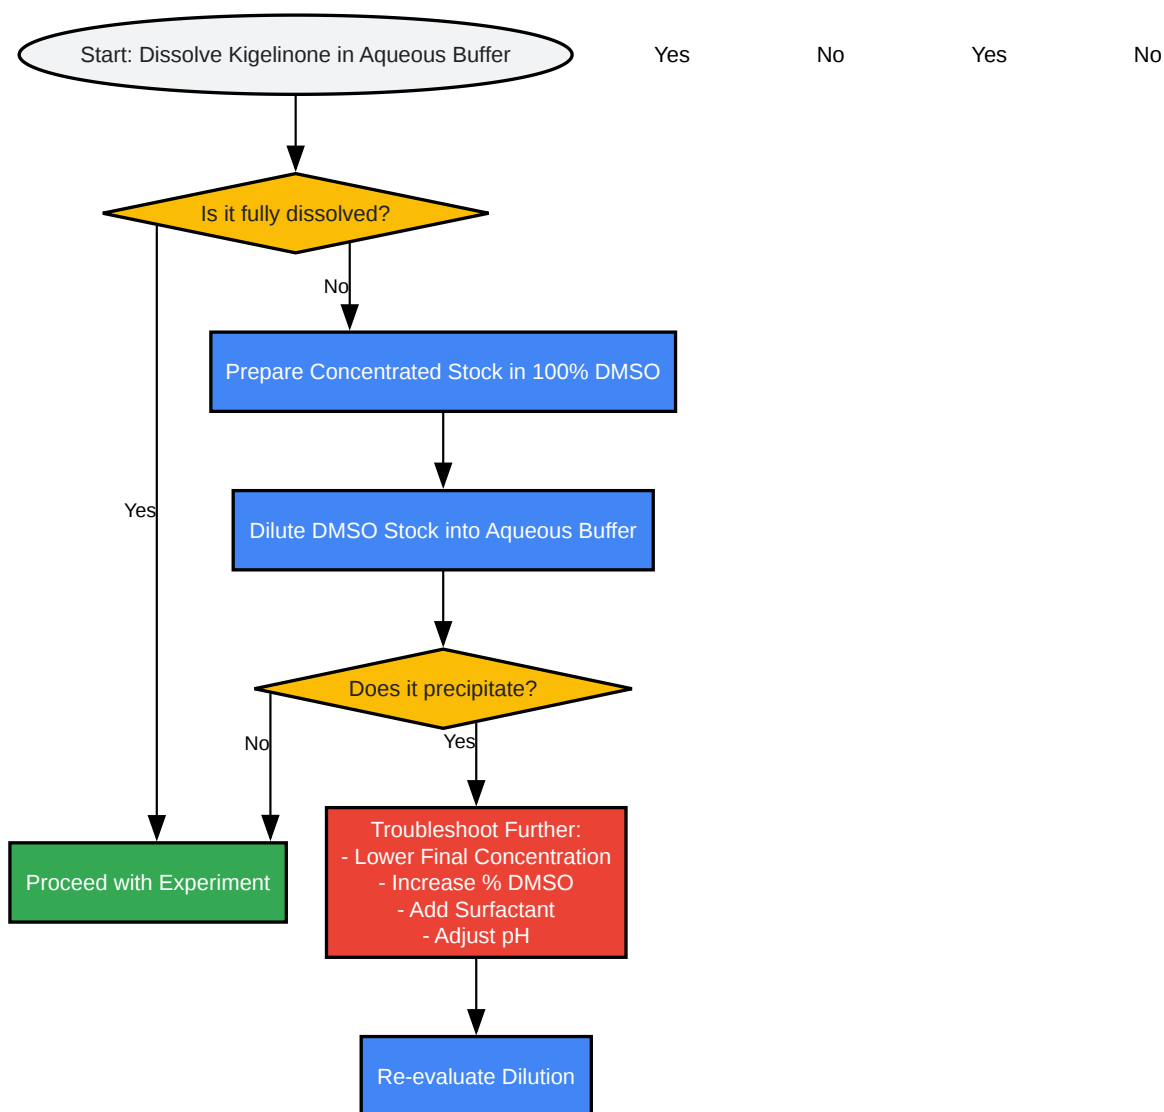 Start: Dissolve Kigelinone in Aqueous Buffer
Yes
No
Yes
No
Is it fully dissolved?
No
Prepare Concentrated Stock in 100% DMSO
Yes
Dilute DMSO Stock into Aqueous Buffer
Does it precipitate?
No
Yes
Troubleshoot Further:
- Lower Final Concentration
- Increase % DMSO
- Add Surfactant
- Adjust pH
Proceed with Experiment
Re-evaluate Dilution